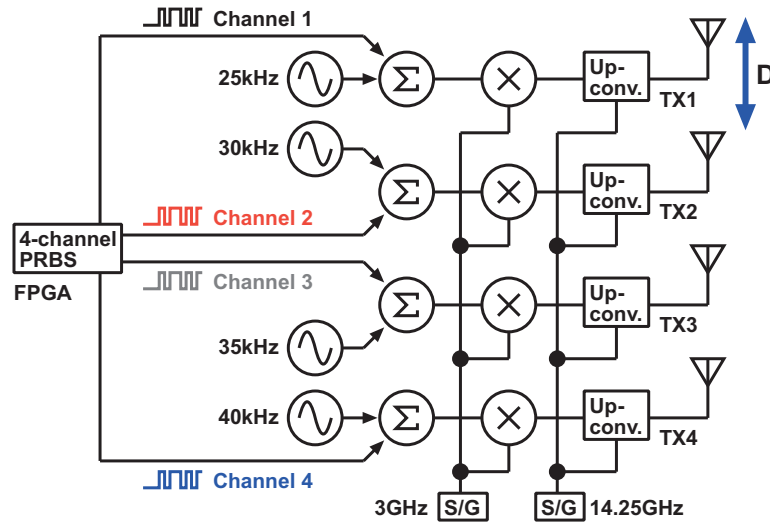 Channel 1
25kHz
Σ
Up-
conv.
TX1
D
30kHz
Σ
Up-
conv.
TX2
Channel 2
4-channel
PRBS
FPGA
Channel 3
Σ
Up-
conv.
TX3
35kHz
40kHz
Σ
Up-
conv.
TX4
Channel 4
3GHz
S/G
S/G
14.25GHz